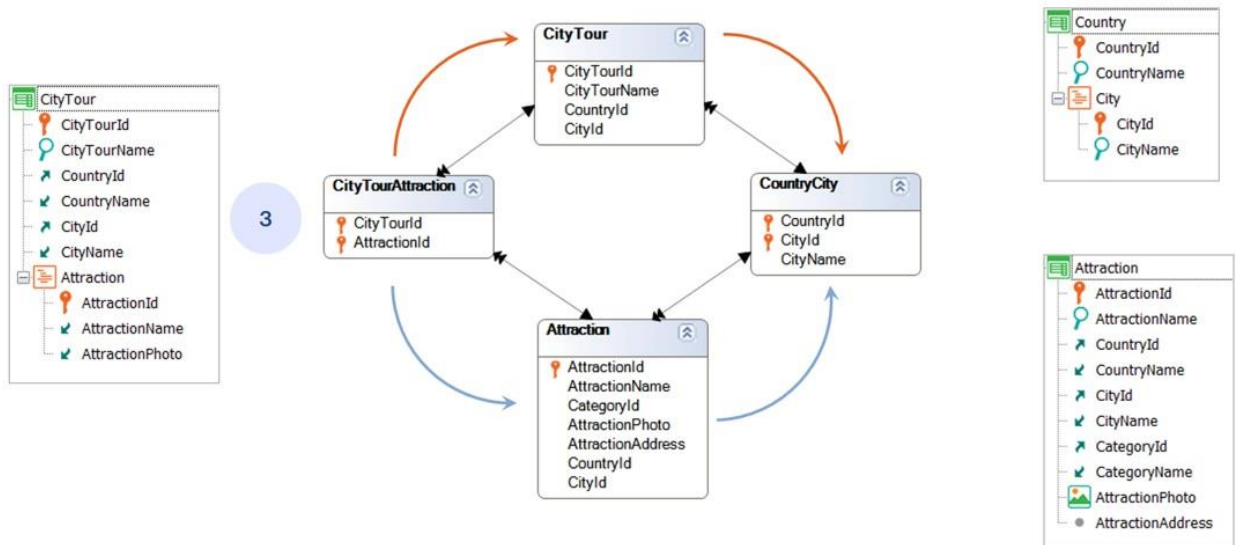 CityTour
CityTourId
CityTourName
CountryId
CountryName
CityId
CityName
Attraction
AttractionId
AttractionName
AttractionPhoto
3
CityTour
CityTourId
CityTourName
CountryId
CityId
CityTourAttraction
CityTourId
AttractionId
CountryCity
CountryId
CityId
CityName
Attraction
AttractionId
AttractionName
CategoryId
AttractionPhoto
AttractionAddress
CountryId
CityId
Country
CountryId
CountryName
City
CityId
CityName
Attraction
AttractionId
AttractionName
CountryId
CountryName
CityId
CityName
CategoryId
CategoryName
AttractionPhoto
AttractionAddress